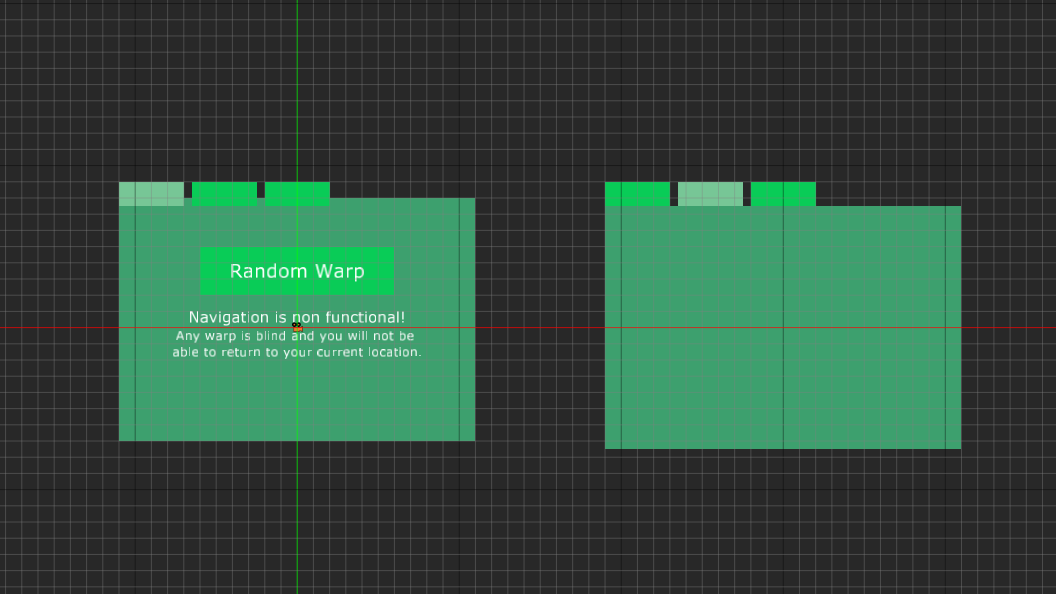 Random Warp
Navigation is non functional!
Any warp is blind and you will not be
able to return to your current location.